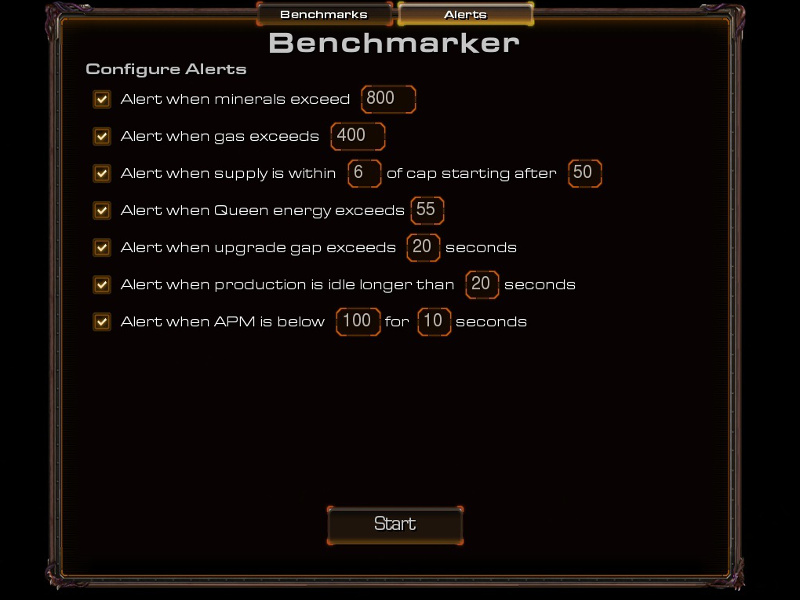 Benchmarks Alerts
Benchmarker
Configure Alerts
Alert when minerals exceed 800
Alert when gas exceeds 400
Alert when supply is within 6 of cap starting after 50
Alert when Queen energy exceeds 55
Alert when upgrade gap exceeds 20 seconds
Alert when production is idle longer than 20 seconds
Alert when APM is below 100 for 10 seconds
Start